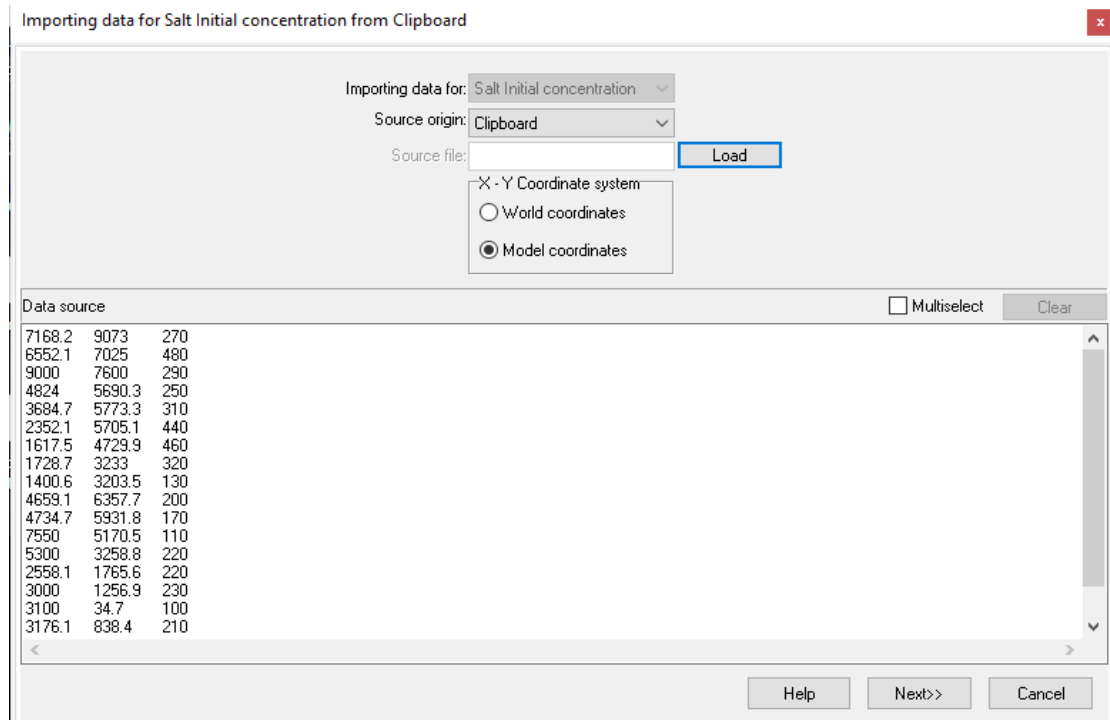 Importing data for Salt Initial concentration from Clipboard
x
Importing data for: Salt Initial concentration
Source origin: Clipboard
Source file:
Load
X - Y Coordinate system
World coordinates
Model coordinates
Data source
Multiselect
Clear
7168.2 9073 270
6552.1 7025 480
9000 7600 290
4824 5690.3 250
3684.7 5773.3 310
2352.1 5705.1 440
1617.5 4729.9 460
1728.7 3233 320
1400.6 3203.5 130
4659.1 6357.7 200
4734.7 5931.8 170
7550 5170.5 110
5300 3258.8 220
2558.1 1765.6 220
3000 1256.9 230
3100 34.7 100
3176.1 838.4 210
Help
Next>>
Cancel